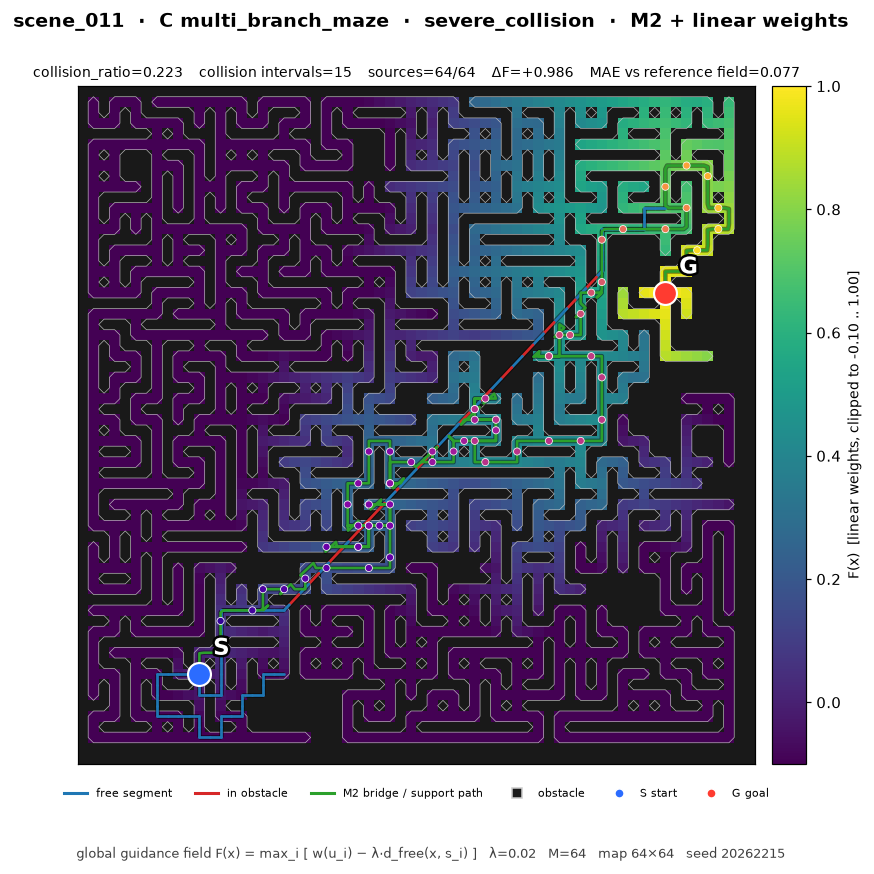 scene_011 · C multi_branch_maze · severe_collision · M2 + linear weights
collision_ratio=0.223 collision intervals=15 sources=64/64 ΔF=+0.986 MAE vs reference field=0.077
G
S
1.0
0.8
0.6
0.4
0.2
0.0
F(x) [linear weights, clipped to -0.10 .. 1.00]
free segment in obstacle M2 bridge / support path obstacle S start G goal
global guidance field F(x) = max_i [ w(u_i) − λ·d_free(x, s_i) ] λ=0.02 M=64 map 64×64 seed 20262215